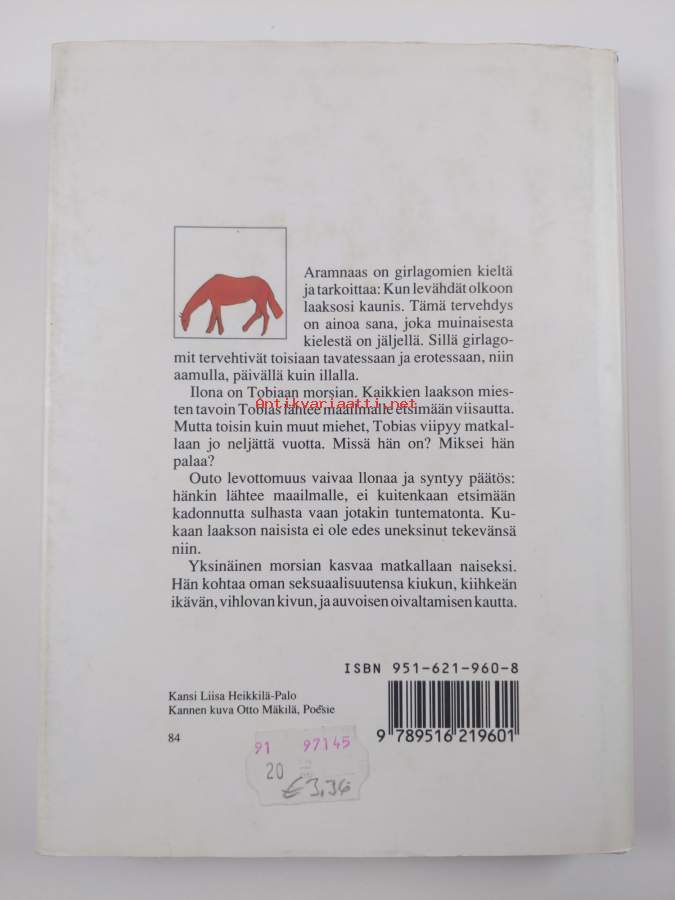 Aramnaas on girlagomien kieltä
ja tarkoittaa: Kun levähdät olkoon
laaksosi kaunis. Tämä tervehdys
on ainoa sana, joka muinaisesta
kielestä on jäljellä. Sillä girlago-
mit tervehtivät toisiaan tavatessaan ja erotessaan, niin
aamulla, päivällä kuin illalla.
Ilona on Tobiaan morsian. Kaikkien laakson mies-
ten tavoin Tobias lähtee maailmalle etsimään viisautta.
Antikvariaatti.net
Mutta toisin kuin muut miehet, Tobias viipyy matkal-
laan jo neljättä vuotta. Missä hän on? Miksei hän
palaa?
Outo levottomuus vaivaa Ilonaa ja syntyy päätös:
hänkin lähtee maailmalle, ei kuitenkaan etsimään
kadonnutta sulhasta vaan jotakin tuntematonta. Ku-
kaan laakson naisista ei ole edes uneksinut tekevänsä
niin.
Yksinäinen morsian kasvaa matkallaan naiseksi.
Hän kohtaa oman seksuaalisuutensa kiukun, kiihkeän
ikävän, vihlovan kivun, ja auvoisen oivaltamisen kautta.
ISBN 951-621-960-8
9 789516 219601
Kansi Liisa Heikkilä-Palo
Kannen kuva Otto Mäkilä, Poésie
84
91 97145
20
€3,36